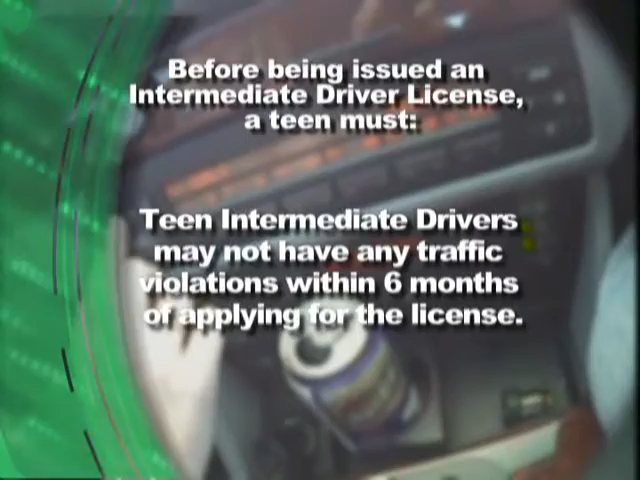 Before being issued an
Intermediate Driver License,
a teen must:
Teen Intermediate Drivers
may not have any traffic
violations within 6 months
of applying for the license.